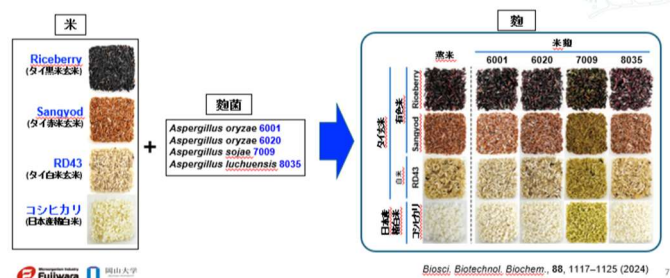 米
Riceberry
(タイ黒米玄米)
Sangyod
(タイ赤米玄米)
RD43
(タイ白米玄米)
コシヒカリ
(日本産精白米)
+
麴菌
Aspergillus oryzae 6001
Aspergillus oryzae 6020
Aspergillus sojae 7009
Aspergillus luchuensis 8035
麴
米麴
蒸米
6001
6020
7009
8035
タイ玄米
有色米
Riceberry
Sangyod
白米
RD43
日本産精白米
コシヒカリ
Fujiwara
岡山大学
Biosci. Biotechnol. Biochem., 88, 1117–1125 (2024)